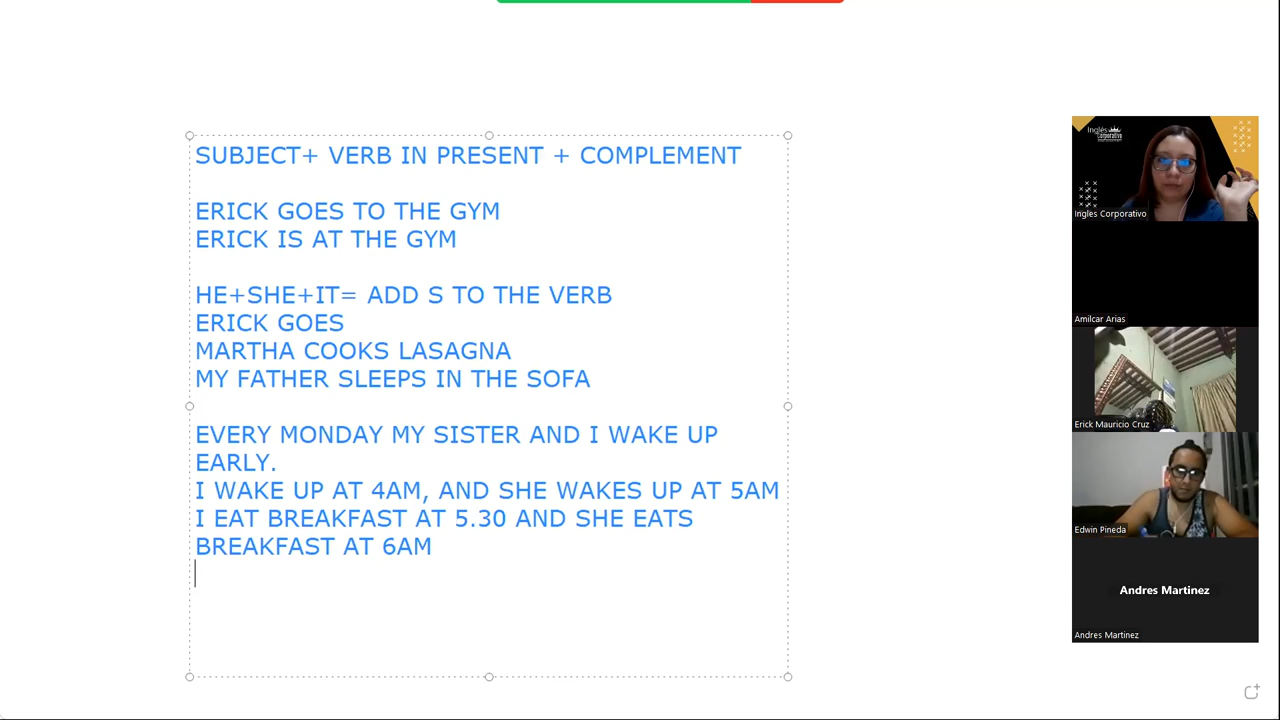 SUBJECT+ VERB IN PRESENT + COMPLEMENT
ERICK GOES TO THE GYM
ERICK IS AT THE GYM
HE+SHE+IT= ADD S TO THE VERB
ERICK GOES
MARTHA COOKS LASAGNA
MY FATHER SLEEPS IN THE SOFA
EVERY MONDAY MY SISTER AND I WAKE UP
EARLY.
I WAKE UP AT 4AM, AND SHE WAKES UP AT 5AM
I EAT BREAKFAST AT 5.30 AND SHE EATS
BREAKFAST AT 6AM
Inglés
Corporativo
Ingles Corporativo
Amilcar Arias
Erick Mauricio Cruz
Edwin Pineda
Andres Martinez
Andres Martinez